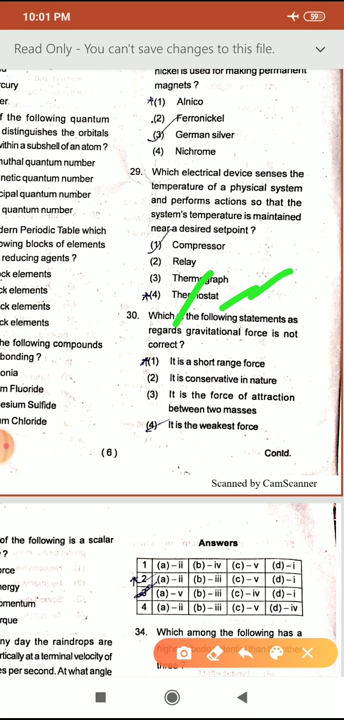 10:01 PM
59
Read Only - You can't save changes to this file.
nickel is used for making permanent
magnets ?
(1) Alnico
(2) Ferronickel
(3) German silver
(4) Nichrome
29. Which electrical device senses the
temperature of a physical system
and performs actions so that the
system's temperature is maintained
near a desired setpoint ?
(1) Compressor
(2) Relay
(3) Thermograph
(4) Thermostat
30. Which of the following statements as
regards gravitational force is not
correct ?
(1) It is a short range force
(2) It is conservative in nature
(3) It is the force of attraction
between two masses
(4) It is the weakest force
cury
er
f the following quantum
distinguishes the orbitals
within a subshell of an atom ?
muthal quantum number
netic quantum number
cipal quantum number
quantum number
dern Periodic Table which
owing blocks of elements
reducing agents ?
ck elements
ck elements
ck elements
ck elements
he following compounds
bonding ?
onia
m Fluoride
esium Sulfide
um Chloride
(6)
Contd.
Scanned by CamScanner
of the following is a scalar
?
orce
nergy
omentum
rque
ny day the raindrops are
rtically at a terminal velocity of
es per second. At what angle
Answers
1 (a)-ii (b)-iv (c)-v (d)-i
2 (a)-ii (b)-iii (c)-v (d)-i
(a)-v (b)-iii (c)-iv (d)-i
4 (a)-ii (b)-iii (c)-v (d)-iv
34. Which among the following has a
three ?